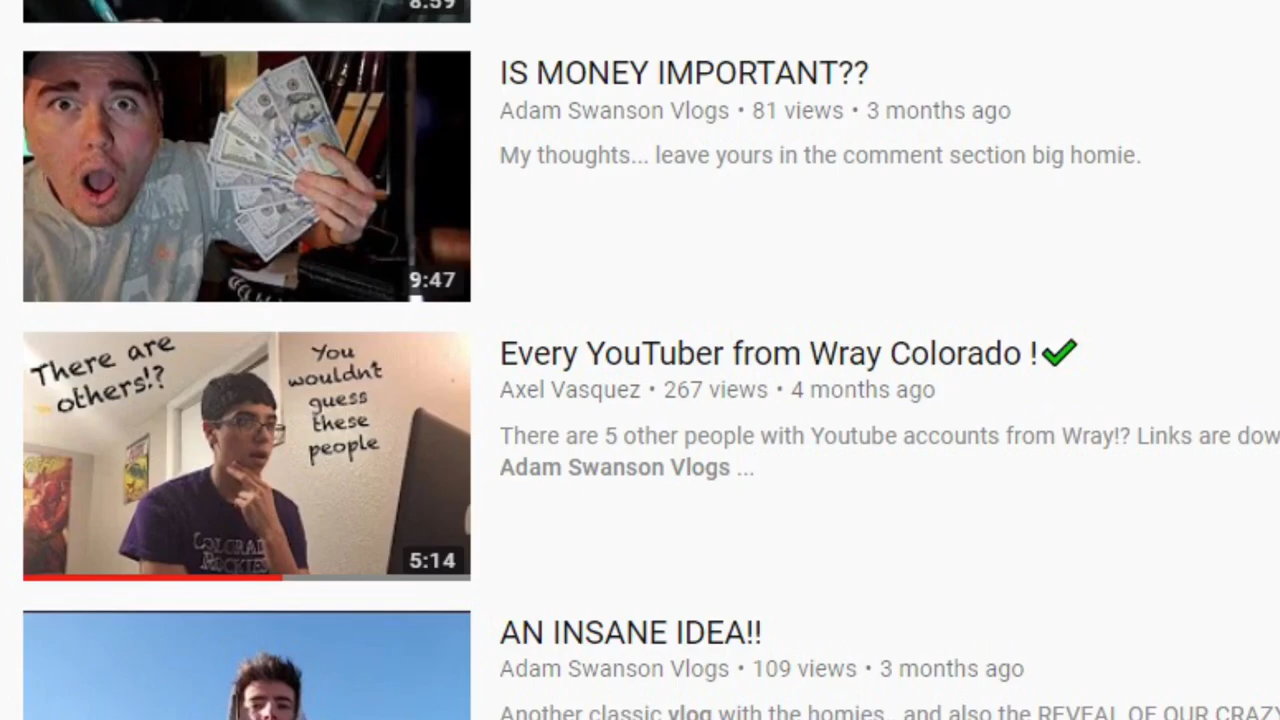 8:59
IS MONEY IMPORTANT??
Adam Swanson Vlogs • 81 views • 3 months ago
My thoughts... leave yours in the comment section big homie.
9:47
There are
others!?
You
wouldn't
guess
these
people
COLORADO
ROCKIES
5:14
Every YouTuber from Wray Colorado !✔
Axel Vasquez • 267 views • 4 months ago
There are 5 other people with Youtube accounts from Wray!? Links are dow
Adam Swanson Vlogs ...
AN INSANE IDEA!!
Adam Swanson Vlogs • 109 views • 3 months ago
Another classic vlog with the homies.. and also the REVEAL OF OUR CRAZY